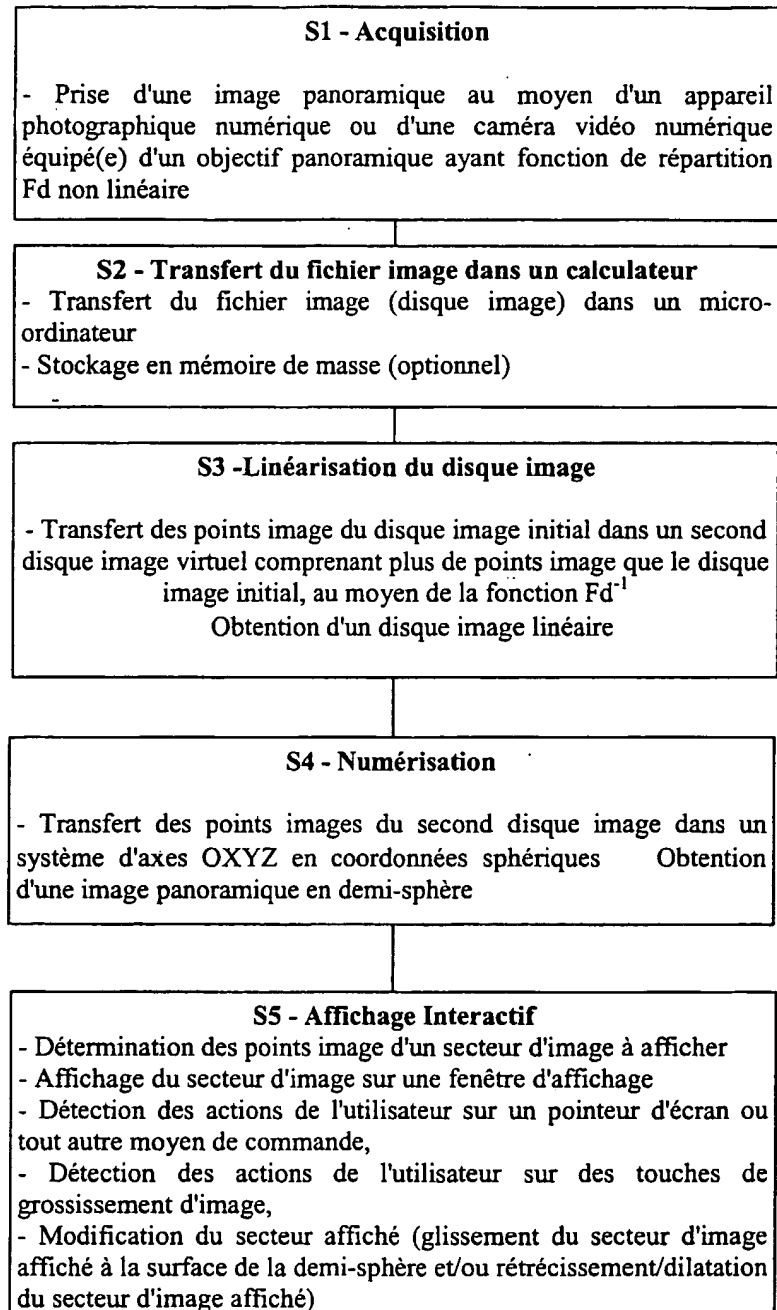 S1 - Acquisition
- Prise d'une image panoramique au moyen d'un appareil
photographique numérique ou d'une caméra vidéo numérique
équipé(e) d'un objectif panoramique ayant fonction de répartition
Fd non linéaire
S2 - Transfert du fichier image dans un calculateur
- Transfert du fichier image (disque image) dans un micro-
ordinateur
- Stockage en mémoire de masse (optionnel)
-
S3 -Linéarisation du disque image
- Transfert des points image du disque image initial dans un second
disque image virtuel comprenant plus de points image que le disque
image initial, au moyen de la fonction Fd⁻¹
Obtention d'un disque image linéaire
S4 - Numérisation
- Transfert des points images du second disque image dans un
système d'axes OXYZ en coordonnées sphériques Obtention
d'une image panoramique en demi-sphère
S5 - Affichage Interactif
- Détermination des points image d'un secteur d'image à afficher
- Affichage du secteur d'image sur une fenêtre d'affichage
- Détection des actions de l'utilisateur sur un pointeur d'écran ou
tout autre moyen de commande,
- Détection des actions de l'utilisateur sur des touches de
grossissement d'image,
- Modification du secteur affiché (glissement du secteur d'image
affiché à la surface de la demi-sphère et/ou rétrécissement/dilatation
du secteur d'image affiché)